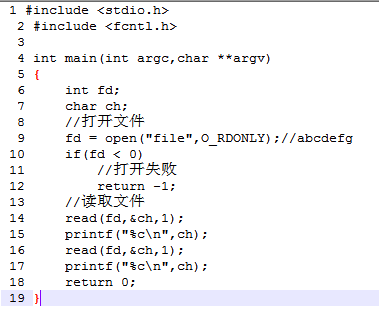 1 #include <stdio.h>
2 #include <fcntl.h>
3
4 int main(int argc,char **argv)
5 {
6     int fd;
7     char ch;
8     //打开文件
9     fd = open("file",O_RDONLY);//abcdefg
10     if(fd < 0)
11         //打开失败
12         return -1;
13     //读取文件
14     read(fd,&ch,1);
15     printf("%c\n",ch);
16     read(fd,&ch,1);
17     printf("%c\n",ch);
18     return 0;
19 }